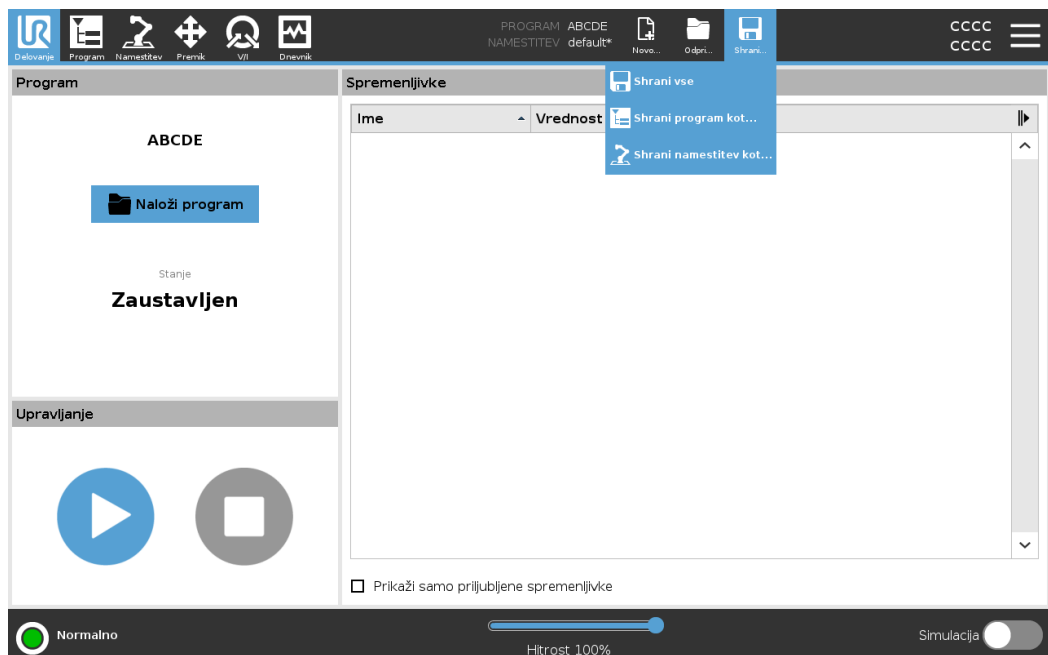 PROGRAM ABCDE
NAMESTITEV default*
CCCC
CCCC
UR
Delovanje Program Namestitev Premik V/I Dnevnik Novo... Odpri... Shrani...
Program
Spremenljivke
Shrani vse
Shrani program kot...
Shrani namestitev kot...
Ime Vrednost
ABCDE
Naloži program
Stanje
Zaustavljen
Upravljanje
Prikaži samo priljubljene spremenljivke
Normalno
Hitrost 100%
Simulacija